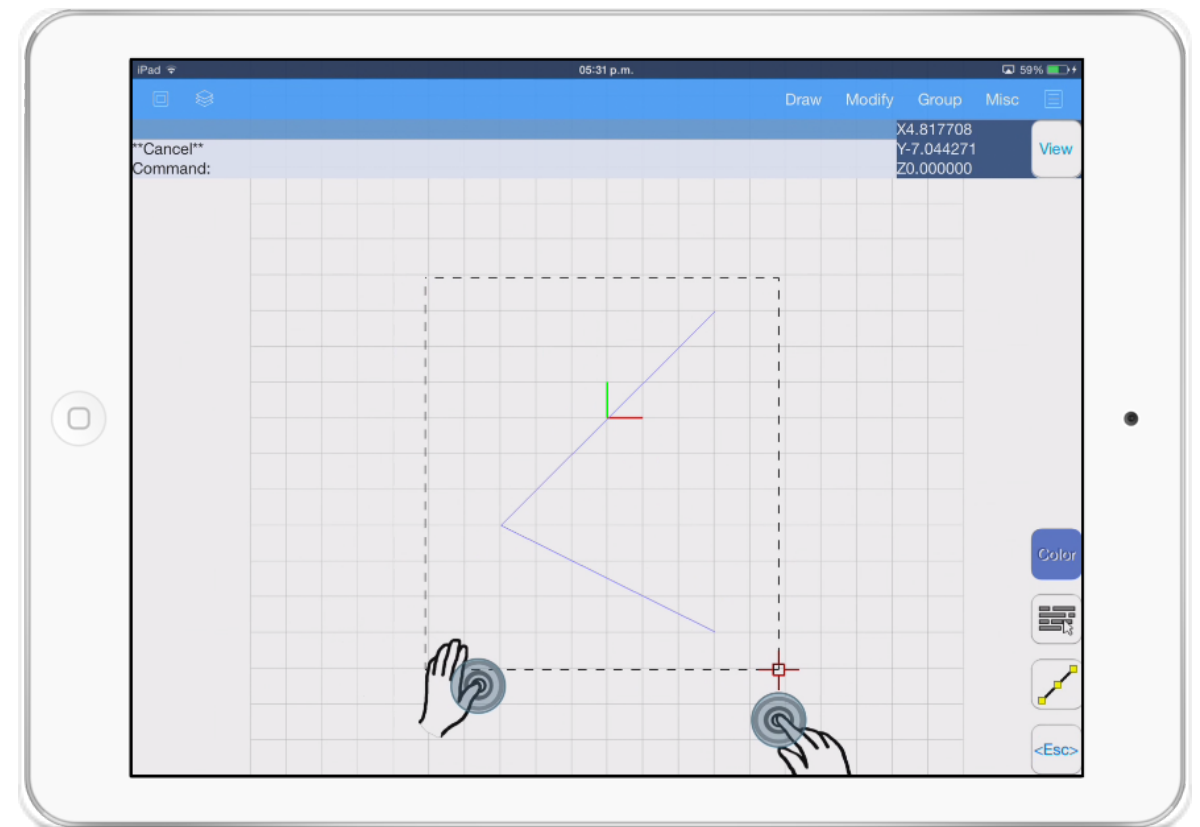 iPad 05:31 p.m. 59%
Draw Modify Group Misc
X4.817708
**Cancel** Y-7.044271 View
Command: Z0.000000
Color
<Esc>